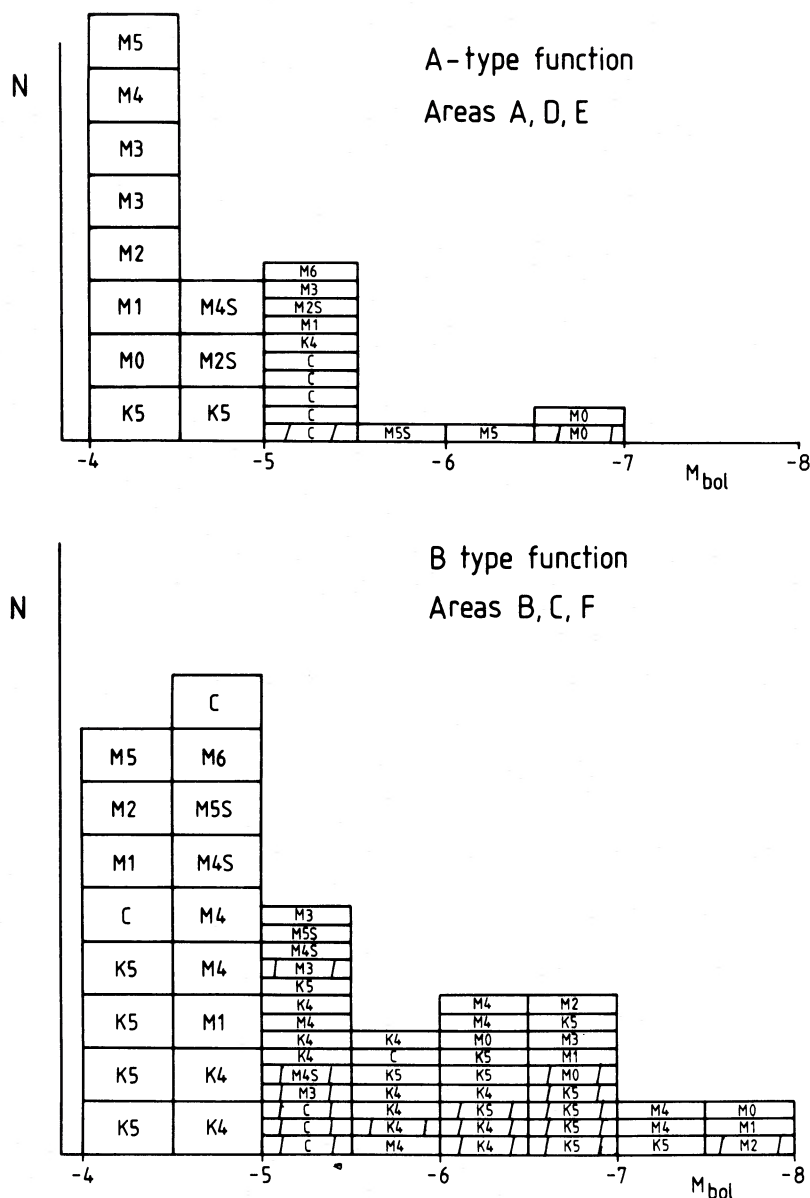 A-type function
Areas A, D, E
N
M5
M4
M3
M3
M2
M1 M4S
M0 M2S
K5 K5
M6
M3
M2S
M1
K4
C
C
C
C M0
C M5S M5 M0
-4 -5 -6 -7 -8
Mbol
B type function
Areas B, C, F
N
C
M5 M6
M2 M5S
M1 M4S
C M4
K5 M4
K5 M1
K5 K4
K5 K4
M3
M5S
M4S
M3
K5
K4 M4 M2
M4 M4 K5
K4 K4 M0 M3
K4 C K5 M1
M4S K5 K5 M0
M3 K4 K4 K5
C K4 K5 K5 M4 M0
C K4 K4 K5 M4 M1
C M4 K4 K5 K5 M2
-4 -5 -6 -7 -8
Mbol